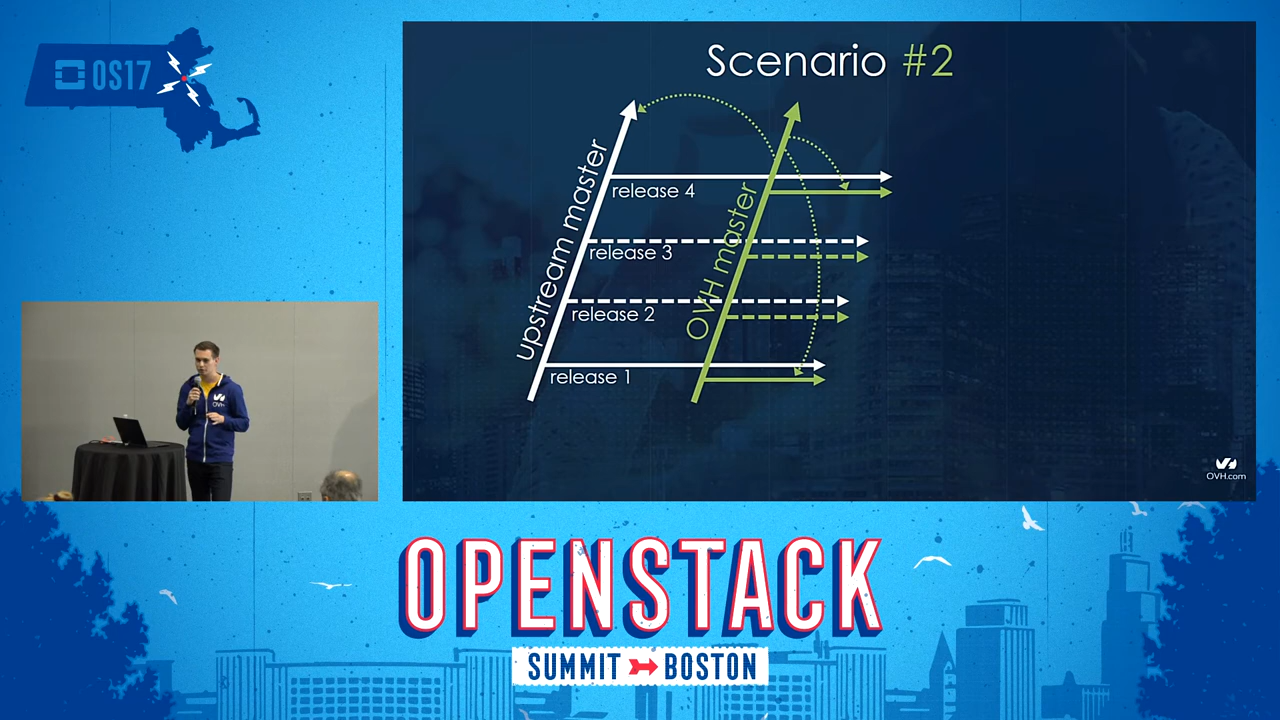 OS17
Scenario #2
upstream master
OVH master
release 4
release 3
release 2
release 1
OVH
OVH.com
OPENSTACK
SUMMIT BOSTON